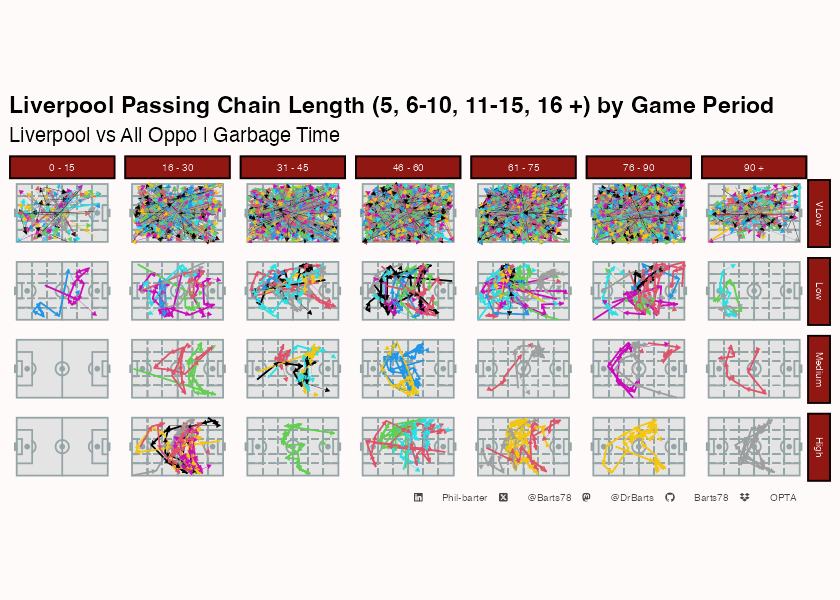 Liverpool Passing Chain Length (5, 6-10, 11-15, 16 +) by Game Period
Liverpool vs All Oppo | Garbage Time
0 - 15 16 - 30 31 - 45 46 - 60 61 - 75 76 - 90 90 +
VLow
Low
Medium
High
Phil-barter @Barts78 @DrBarts Barts78 OPTA